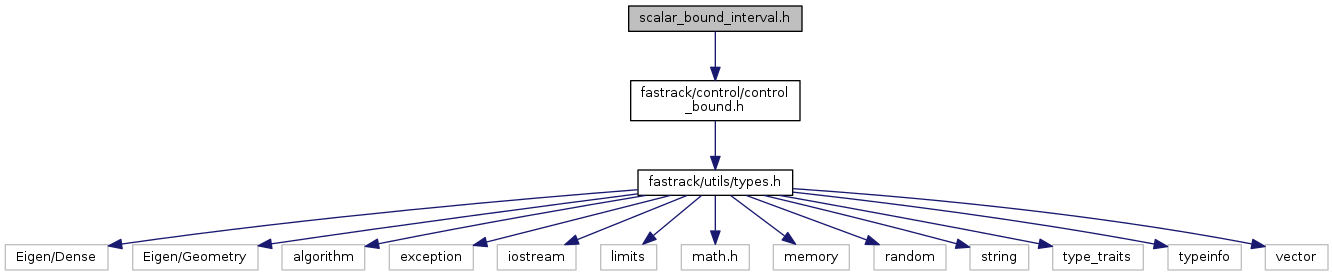 scalar_bound_interval.h
fastrack/control/control
_bound.h
fastrack/utils/types.h
Eigen/Dense
Eigen/Geometry
algorithm
exception
iostream
limits
math.h
memory
random
string
type_traits
typeinfo
vector